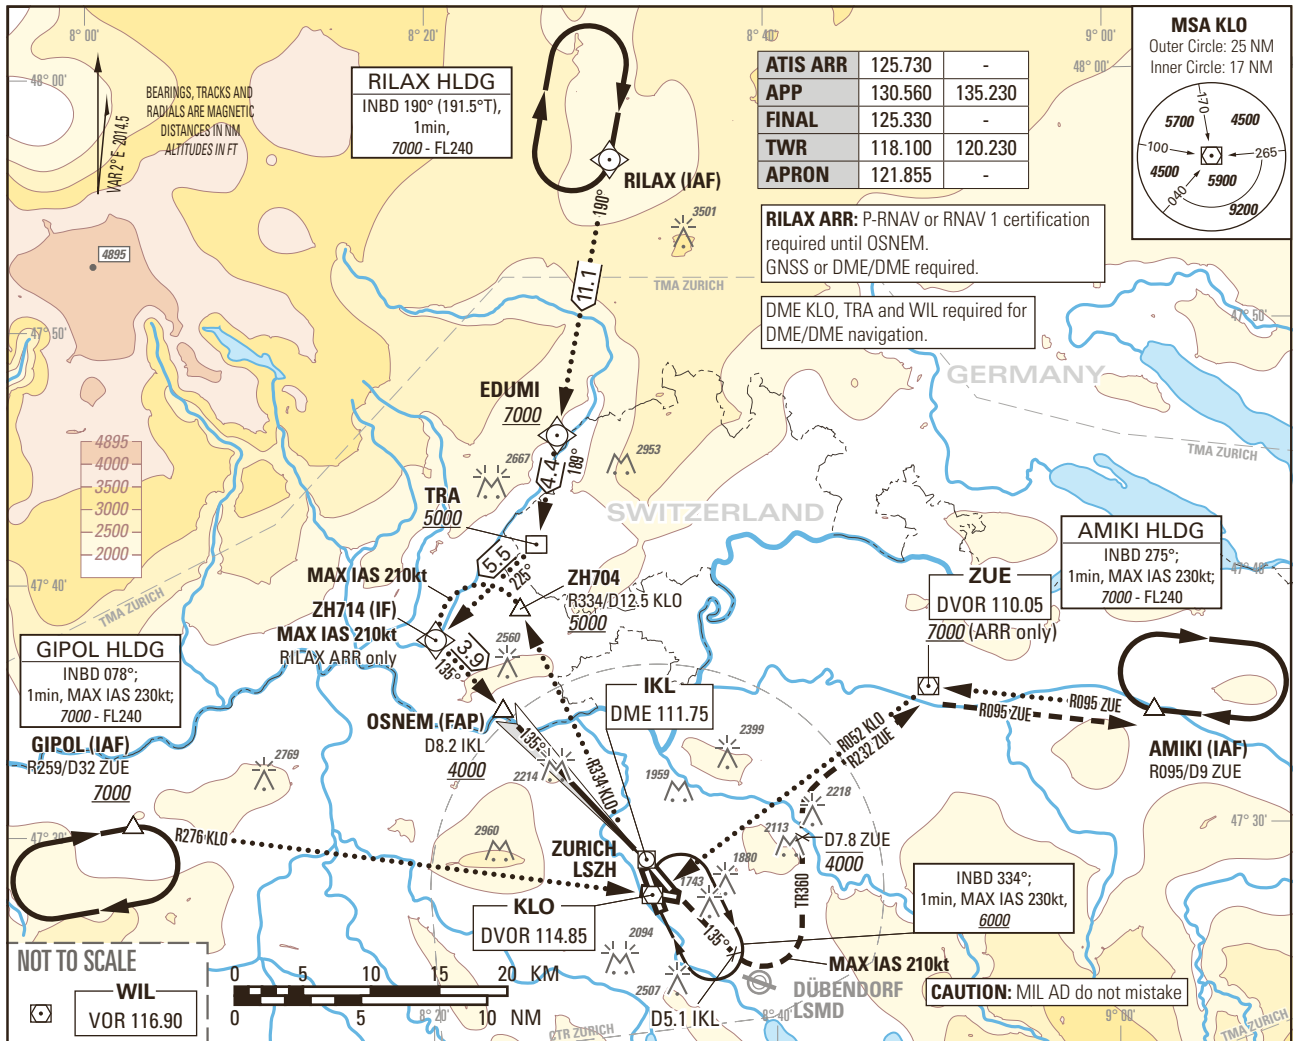 8° 00'
8° 20'
8° 40'
9° 00'
48° 00'
48° 00'
BEARINGS, TRACKS AND
RADIALS ARE MAGNETIC
DISTANCES IN NM
ALTITUDES IN FT
VAR 2° E 2014.5
RILAX HLDG
INBD 190° (191.5°T),
1min,
7000 - FL240
RILAX (IAF)
190°
ATIS ARR 125.730 -
APP 130.560 135.230
FINAL 125.330 -
TWR 118.100 120.230
APRON 121.855 -
MSA KLO
Outer Circle: 25 NM
Inner Circle: 17 NM
170
5700
4500
100
265
4500
5900
040
9200
RILAX ARR: P-RNAV or RNAV 1 certification
required until OSNEM.
GNSS or DME/DME required.
DME KLO, TRA and WIL required for
DME/DME navigation.
3501
4895
11.1
TMA ZURICH
47° 50'
47° 50'
GERMANY
EDUMI
7000
4.4
189°
2667
2953
TMA ZURICH
4895
4000
3500
3000
2500
2000
TRA
5000
SWITZERLAND
5.5
225°
MAX IAS 210kt
ZH704
R334/D12.5 KLO
5000
AMIKI HLDG
INBD 275°;
1min, MAX IAS 230kt;
7000 - FL240
47° 40'
47° 40'
ZUE
DVOR 110.05
7000 (ARR only)
TMA ZURICH
ZH714 (IF)
MAX IAS 210kt
RILAX ARR only
3.9
135°
2560
GIPOL HLDG
INBD 078°;
1min, MAX IAS 230kt;
7000 - FL240
GIPOL (IAF)
R259/D32 ZUE
7000
OSNEM (FAP)
D8.2 IKL
4000
135°
IKL
DME 111.75
R095 ZUE
R095 ZUE
AMIKI (IAF)
R095/D9 ZUE
R052 KLO
R232 ZUE
R334 KLO
2769
2214
2399
1959
2218
2113
D7.8 ZUE
4000
47° 30'
47° 30'
R276 KLO
2960
ZURICH
LSZH
1880
1743
TR360
INBD 334°;
1min, MAX IAS 230kt,
6000
KLO
DVOR 114.85
135°
2094
2507
MAX IAS 210kt
DÜBENDORF
LSMD
CAUTION: MIL AD do not mistake
D5.1 IKL
NOT TO SCALE
WIL
VOR 116.90
0 5 10 15 20 KM
0 5 10 NM
8° 20'
8° 40'
9° 00'
CTR ZURICH
TMA ZURICH